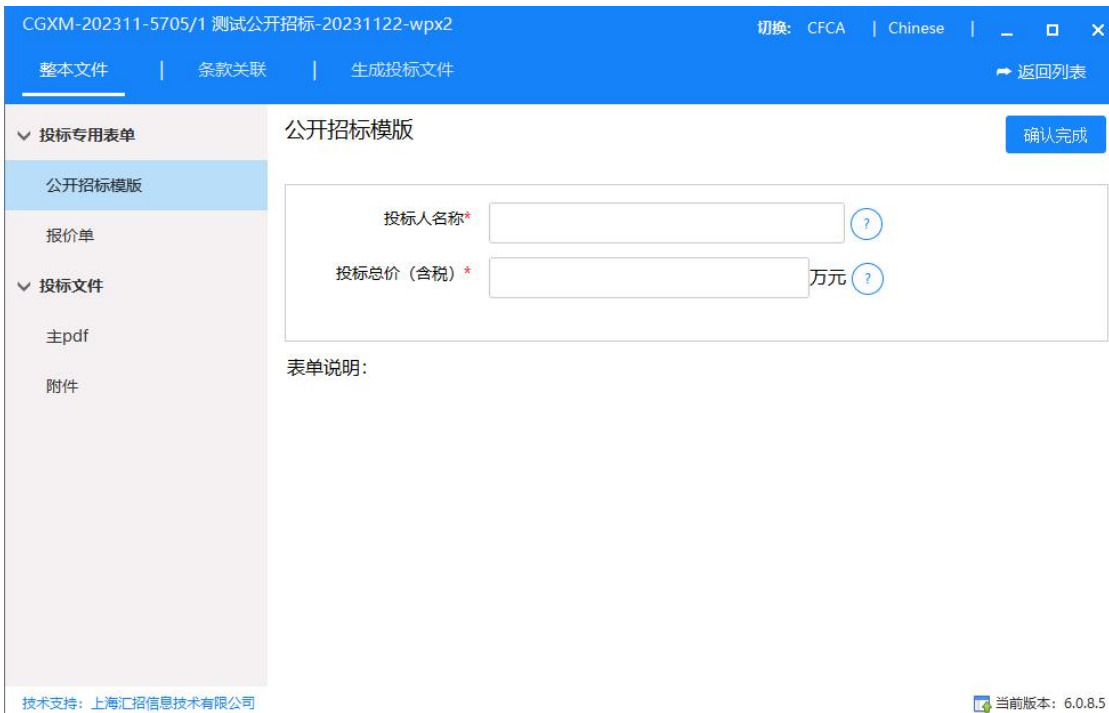 CGXM-202311-5705/1 测试公开招标-20231122-wpx2 切换: CFCA | Chinese |
整本文件 | 条款关联 | 生成投标文件 返回列表
投标专用表单
公开招标模版 确认完成
公开招标模版
投标人名称* ?
报价单
投标总价（含税）* 万元 ?
投标文件
主pdf
表单说明：
附件
技术支持：上海汇招信息技术有限公司 当前版本：6.0.8.5